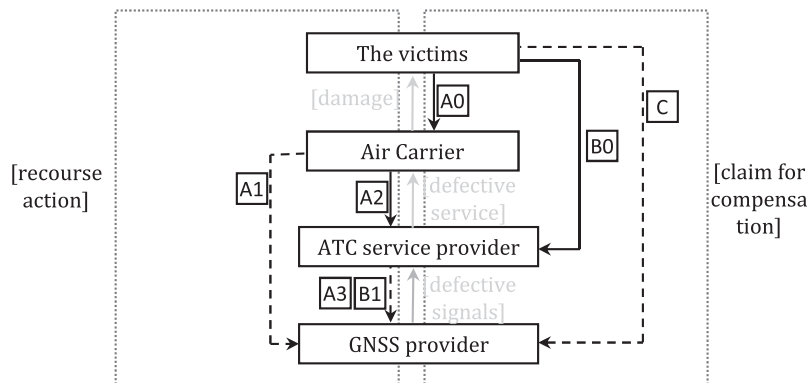 The victims
[damage]
A0
C
B0
Air Carrier
[recourse
action]
[claim for
compensa
tion]
A1
A2
[defective
service]
ATC service provider
A3
B1
[defective
signals]
GNSS provider